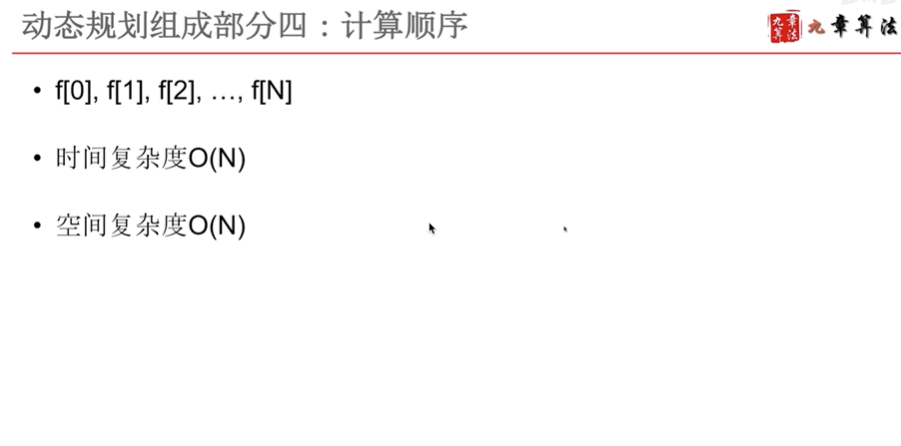 动态规划组成部分四：计算顺序
九章算法
九章算法
• f[0], f[1], f[2], …, f[N]
• 时间复杂度O(N)
• 空间复杂度O(N)